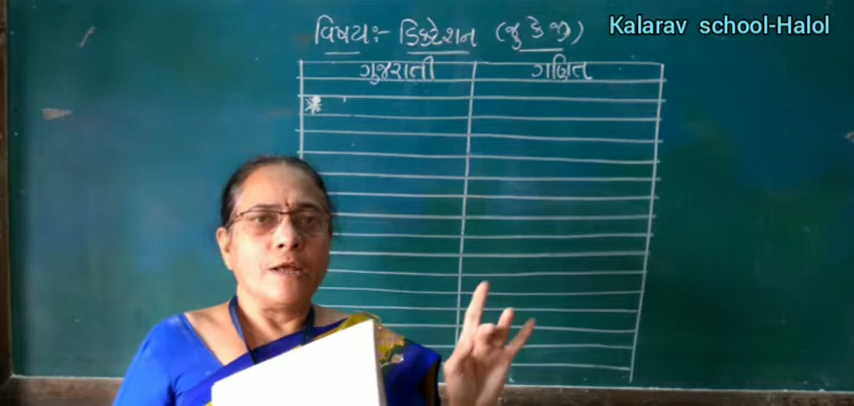 Kalarav school-Halol
વિષય:- ડિક્ટેશન (જુ કે જી)
ગુજરાતી ગણિત
*